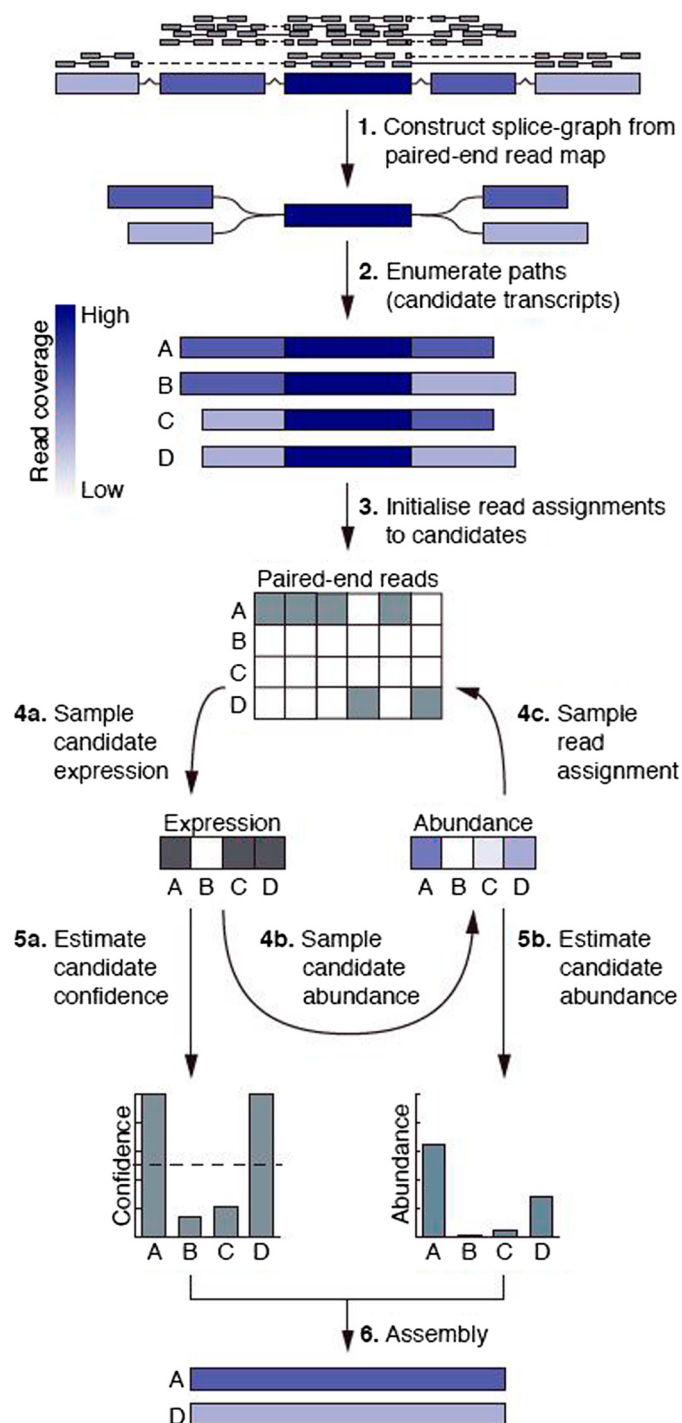 1. Construct splice-graph from
paired-end read map
2. Enumerate paths
(candidate transcripts)
High
Read coverage
Low
A
B
C
D
3. Initialise read assignments
to candidates
Paired-end reads
A
B
C
D
4a. Sample
candidate
expression
4c. Sample
read
assignment
Expression
A B C D
Abundance
A B C D
5a. Estimate
candidate
confidence
4b. Sample
candidate
abundance
5b. Estimate
candidate
abundance
Confidence
A B C D
Abundance
A B C D
6. Assembly
A
D